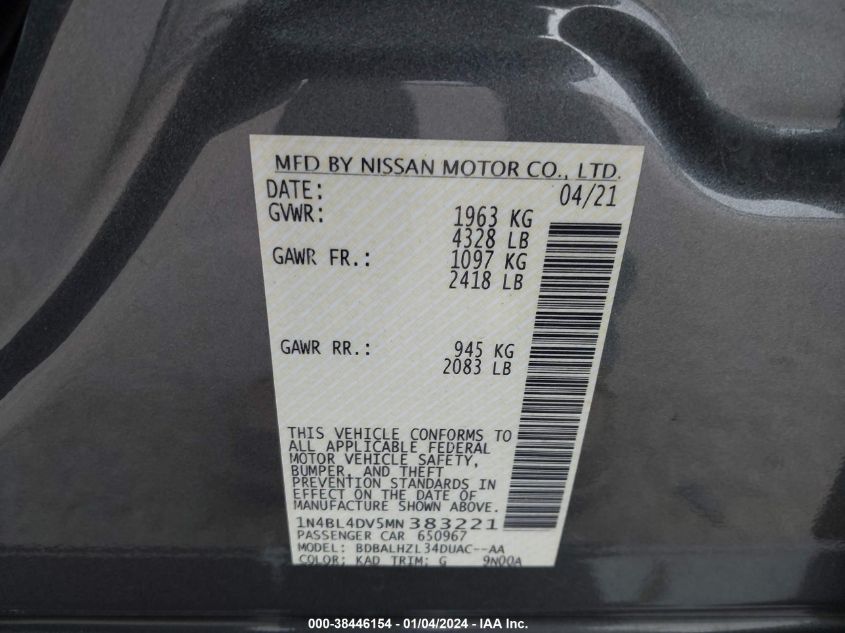 MFD BY NISSAN MOTOR CO., LTD.
DATE: 04/21
GVWR: 1963 KG
4328 LB
GAWR FR.: 1097 KG
2418 LB
GAWR RR.: 945 KG
2083 LB
THIS VEHICLE CONFORMS TO
ALL APPLICABLE FEDERAL
MOTOR VEHICLE SAFETY,
BUMPER, AND THEFT
PREVENTION STANDARDS IN
EFFECT ON THE DATE OF
MANUFACTURE SHOWN ABOVE.
1N4BL4DV5MN383221
PASSENGER CAR 650967
MODEL: BDBALHZL34DUAC--AA
COLOR: KAD TRIM: G 9N00A
000-38446154 - 01/04/2024 - IAA Inc.